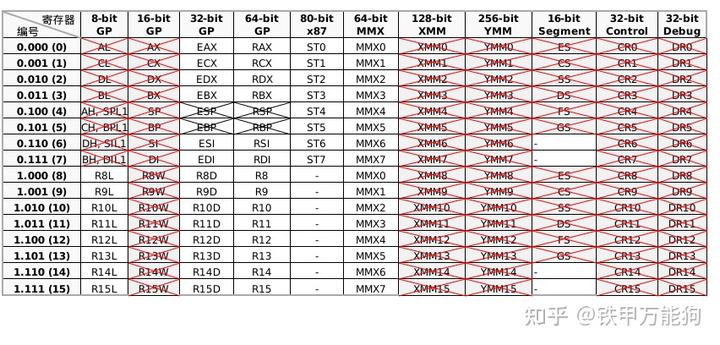 寄存器 编号 8-bit GP 16-bit GP 32-bit GP 64-bit GP 80-bit x87 64-bit MMX 128-bit XMM 256-bit YMM 16-bit Segment 32-bit Control 32-bit Debug
0.000 (0) AL AX EAX RAX ST0 MMX0 XMM0 YMM0 ES CR0 DR0
0.001 (1) CL CX ECX RCX ST1 MMX1 XMM1 YMM1 CS CR1 DR1
0.010 (2) DL DX EDX RDX ST2 MMX2 XMM2 YMM2 SS CR2 DR2
0.011 (3) BL BX EBX RBX ST3 MMX3 XMM3 YMM3 DS CR3 DR3
0.100 (4) AH, SPL1 SP ESP RSP ST4 MMX4 XMM4 YMM4 FS CR4 DR4
0.101 (5) CH, BPL1 BP EBP RBP ST5 MMX5 XMM5 YMM5 GS CR5 DR5
0.110 (6) DH, SIL1 SI ESI RSI ST6 MMX6 XMM6 YMM6 - CR6 DR6
0.111 (7) BH, DIL1 DI EDI RDI ST7 MMX7 XMM7 YMM7 - CR7 DR7
1.000 (8) R8L R8W R8D R8 - MMX0 XMM8 YMM8 ES CR8 DR8
1.001 (9) R9L R9W R9D R9 - MMX1 XMM9 YMM9 CS CR9 DR9
1.010 (10) R10L R10W R10D R10 - MMX2 XMM10 YMM10 SS CR10 DR10
1.011 (11) R11L R11W R11D R11 - MMX3 XMM11 YMM11 DS CR11 DR11
1.100 (12) R12L R12W R12D R12 - MMX4 XMM12 YMM12 FS CR12 DR12
1.101 (13) R13L R13W R13D R13 - MMX5 XMM13 YMM13 GS CR13 DR13
1.110 (14) R14L R14W R14D R14 - MMX6 XMM14 YMM14 - CR14 DR14
1.111 (15) R15L R15W R15D R15 - MMX7 XMM15 YMM15 - CR15 DR15
知乎 @铁甲万能狗